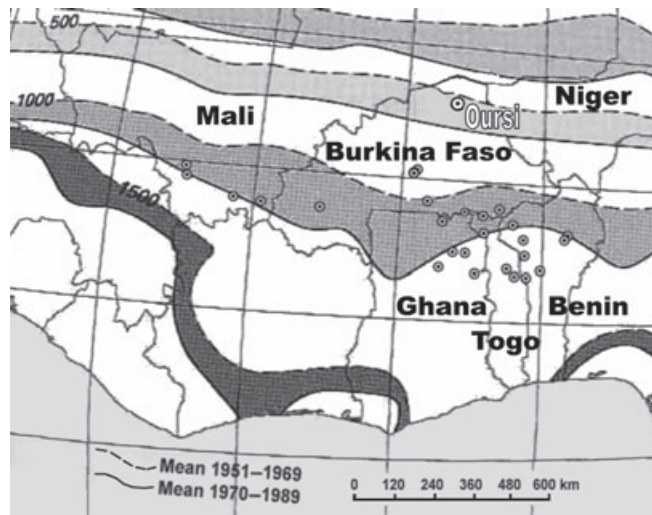 500
Niger
Oursi
1000
Mali
Burkina Faso
1500
Ghana
Benin
Togo
Mean 1951–1969
Mean 1970–1989
0 120 240 360 480 600 km